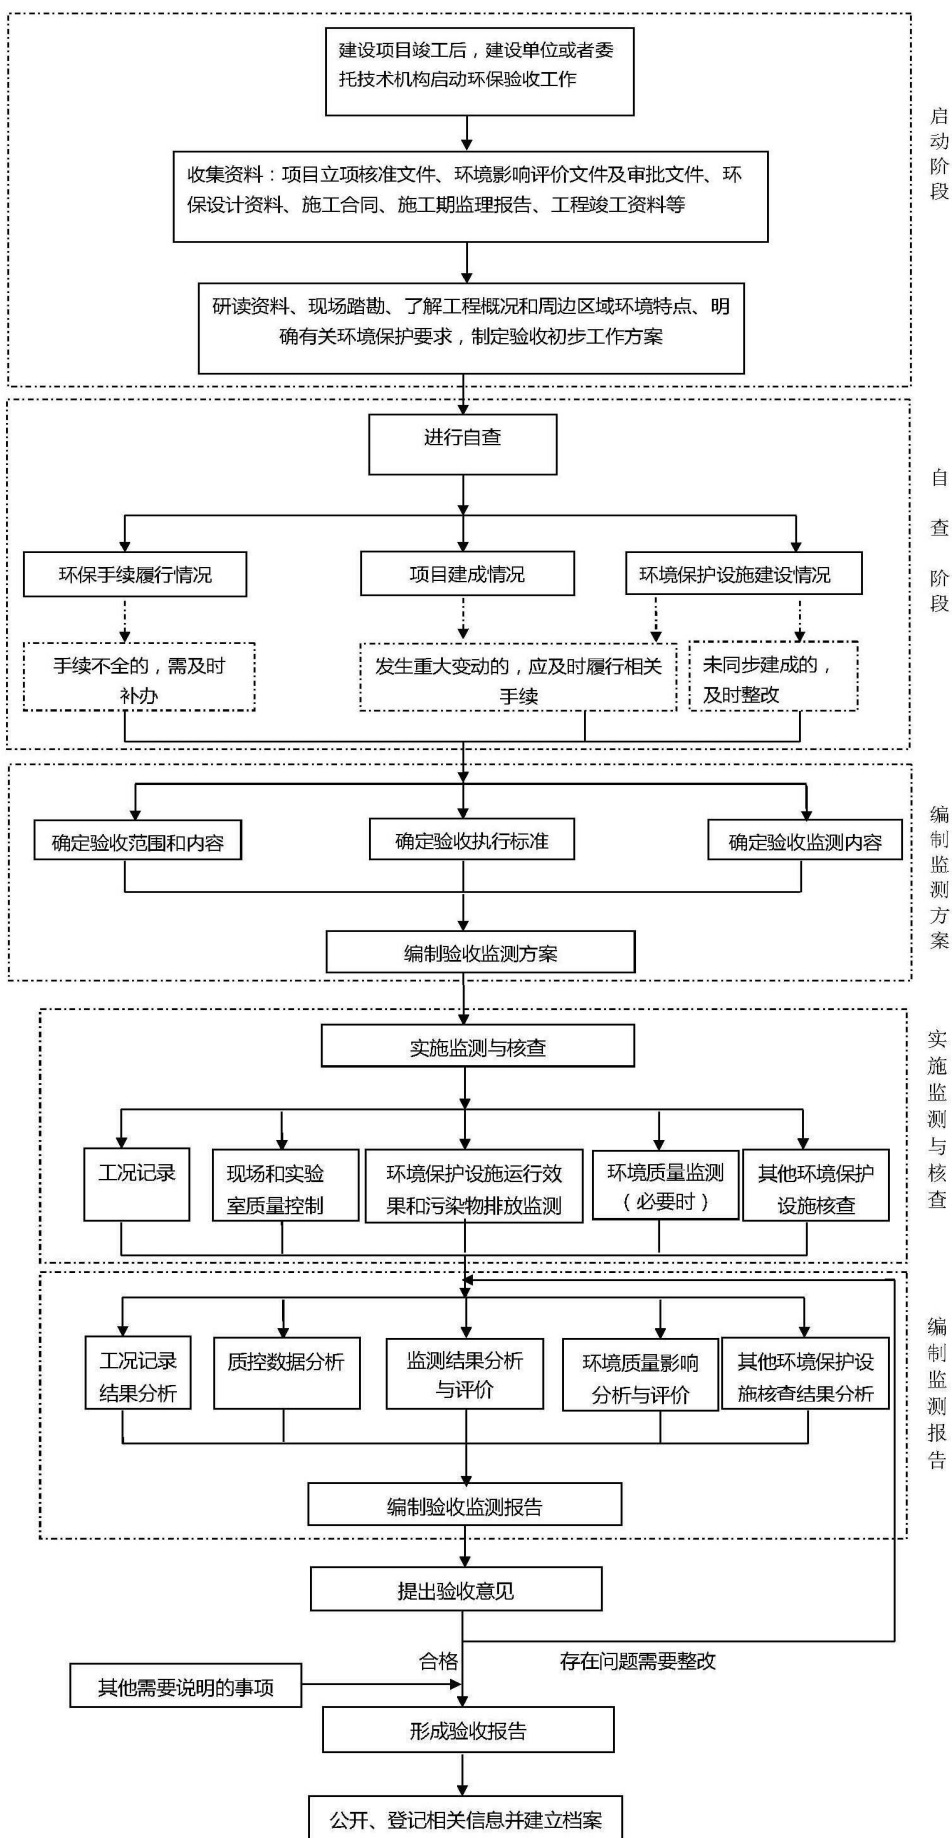 建设项目竣工后，建设单位或者委
托技术机构启动环保验收工作
启动阶段
收集资料：项目立项核准文件、环境影响评价文件及审批文件、环
保设计资料、施工合同、施工期监理报告、工程竣工资料等
研读资料、现场踏勘、了解工程概况和周边区域环境特点、明
确有关环境保护要求，制定验收初步工作方案
进行自查
自查阶段
环保手续履行情况
项目建成情况
环境保护设施建设情况
手续不全的，需及时
补办
发生重大变动的，应及时履行相关
手续
未同步建成的，
及时整改
编制监测方案
确定验收范围和内容
确定验收执行标准
确定验收监测内容
编制验收监测方案
实施监测与核查
实施监测与核查
工况记录
现场和实验
室质量控制
环境保护设施运行效
果和污染物排放监测
环境质量监测
（必要时）
其他环境保护
设施核查
编制监测报告
工况记录
结果分析
质控数据分析
监测结果分析
与评价
环境质量影响
分析与评价
其他环境保护设
施核查结果分析
编制验收监测报告
提出验收意见
合格
存在问题需要整改
其他需要说明的事项
形成验收报告
公开、登记相关信息并建立档案